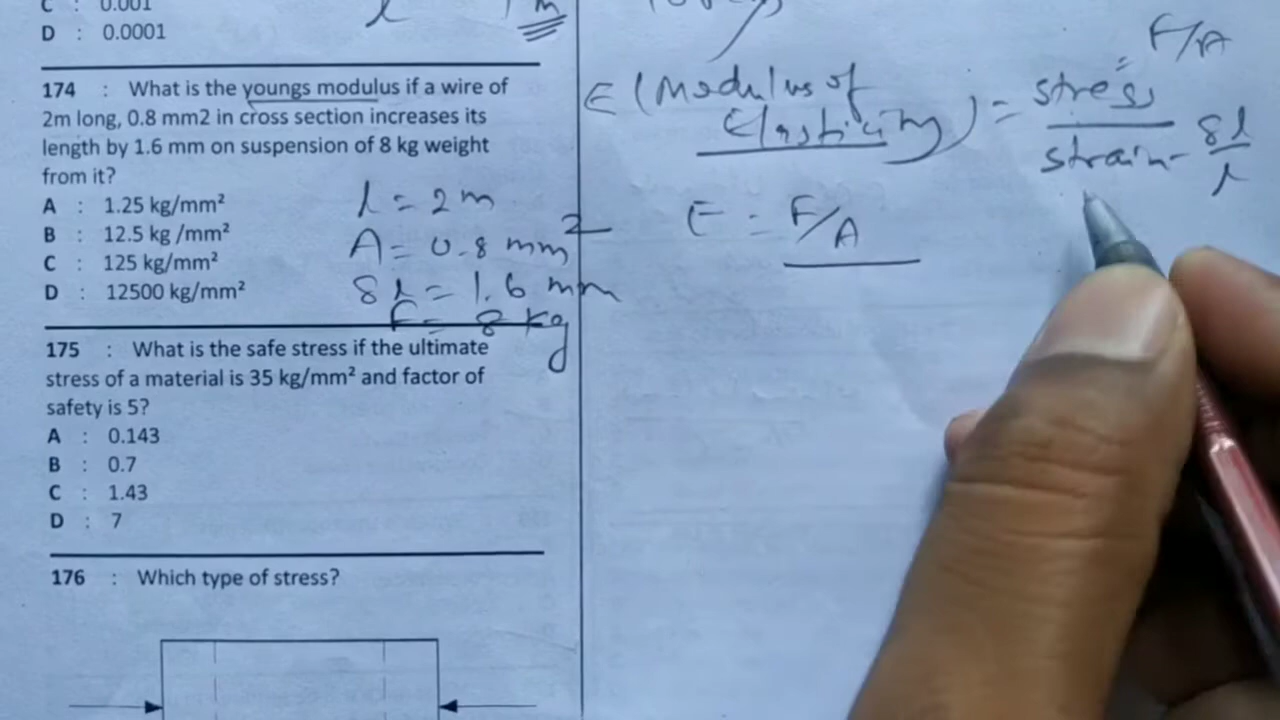 C : 0.001
D : 0.0001
174 : What is the youngs modulus if a wire of
2m long, 0.8 mm2 in cross section increases its
length by 1.6 mm on suspension of 8 kg weight
from it?
A : 1.25 kg/mm²
B : 12.5 kg /mm²
C : 125 kg/mm²
D : 12500 kg/mm²
l = 2 m
A = 0.8 mm²
δl = 1.6 mm
F = 8 kg
175 : What is the safe stress if the ultimate
stress of a material is 35 kg/mm² and factor of
safety is 5?
A : 0.143
B : 0.7
C : 1.43
D : 7
176 : Which type of stress?
l m
E (Modulus of
Elasticity) = stress = F/A
strain - δl
l
E = F/A